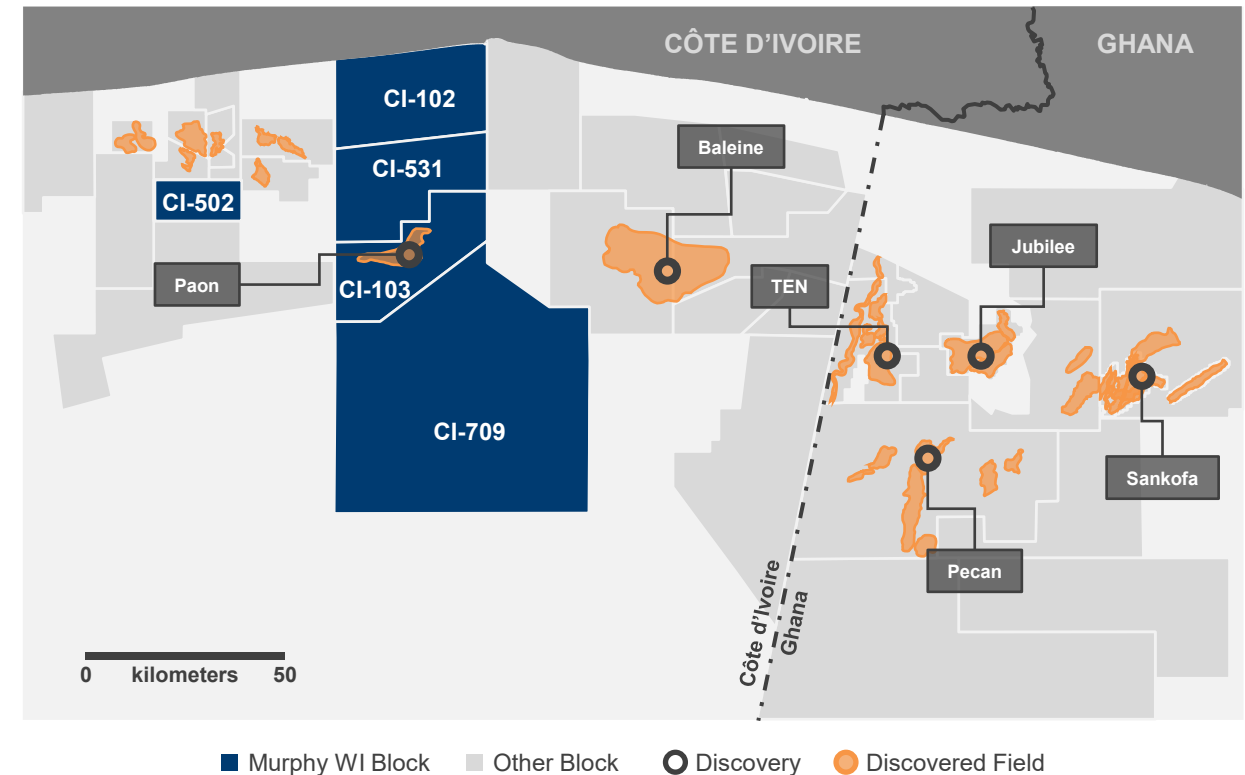 CÔTE D'IVOIRE
GHANA
CI-102
Baleine
CI-531
CI-502
Jubilee
Paon
CI-103
TEN
CI-709
Sankofa
Pecan
Côte d'Ivoire
Ghana
0 kilometers 50
Murphy WI Block
Other Block
Discovery
Discovered Field